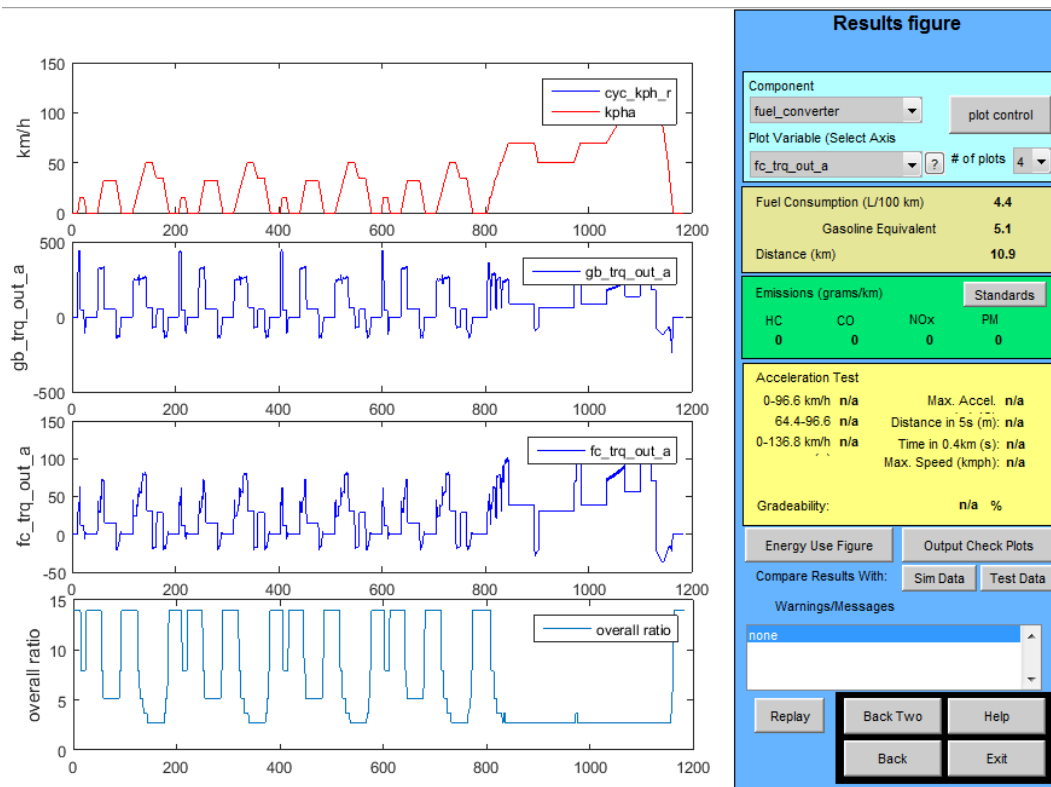 Results figure
150
100
50
0
km/h
cyc_kph_r
kpha
0 200 400 600 800 1000 1200
500
0
-500
gb_trq_out_a
gb_trq_out_a
0 200 400 600 800 1000 1200
150
100
50
0
-50
fc_trq_out_a
fc_trq_out_a
0 200 400 600 800 1000 1200
15
10
5
0
overall ratio
overall ratio
0 200 400 600 800 1000 1200
Component
fuel_converter
plot control
Plot Variable (Select Axis
fc_trq_out_a
?
# of plots 4
Fuel Consumption (L/100 km) 4.4
Gasoline Equivalent 5.1
Distance (km) 10.9
Emissions (grams/km) Standards
HC CO NOx PM
0 0 0 0
Acceleration Test
0-96.6 km/h n/a Max. Accel. n/a
64.4-96.6 n/a Distance in 5s (m): n/a
0-136.8 km/h n/a Time in 0.4km (s): n/a
Max. Speed (kmph): n/a
Gradeability: n/a %
Energy Use Figure Output Check Plots
Compare Results With: Sim Data Test Data
Warnings/Messages
none
Replay Back Two Help
Back Exit